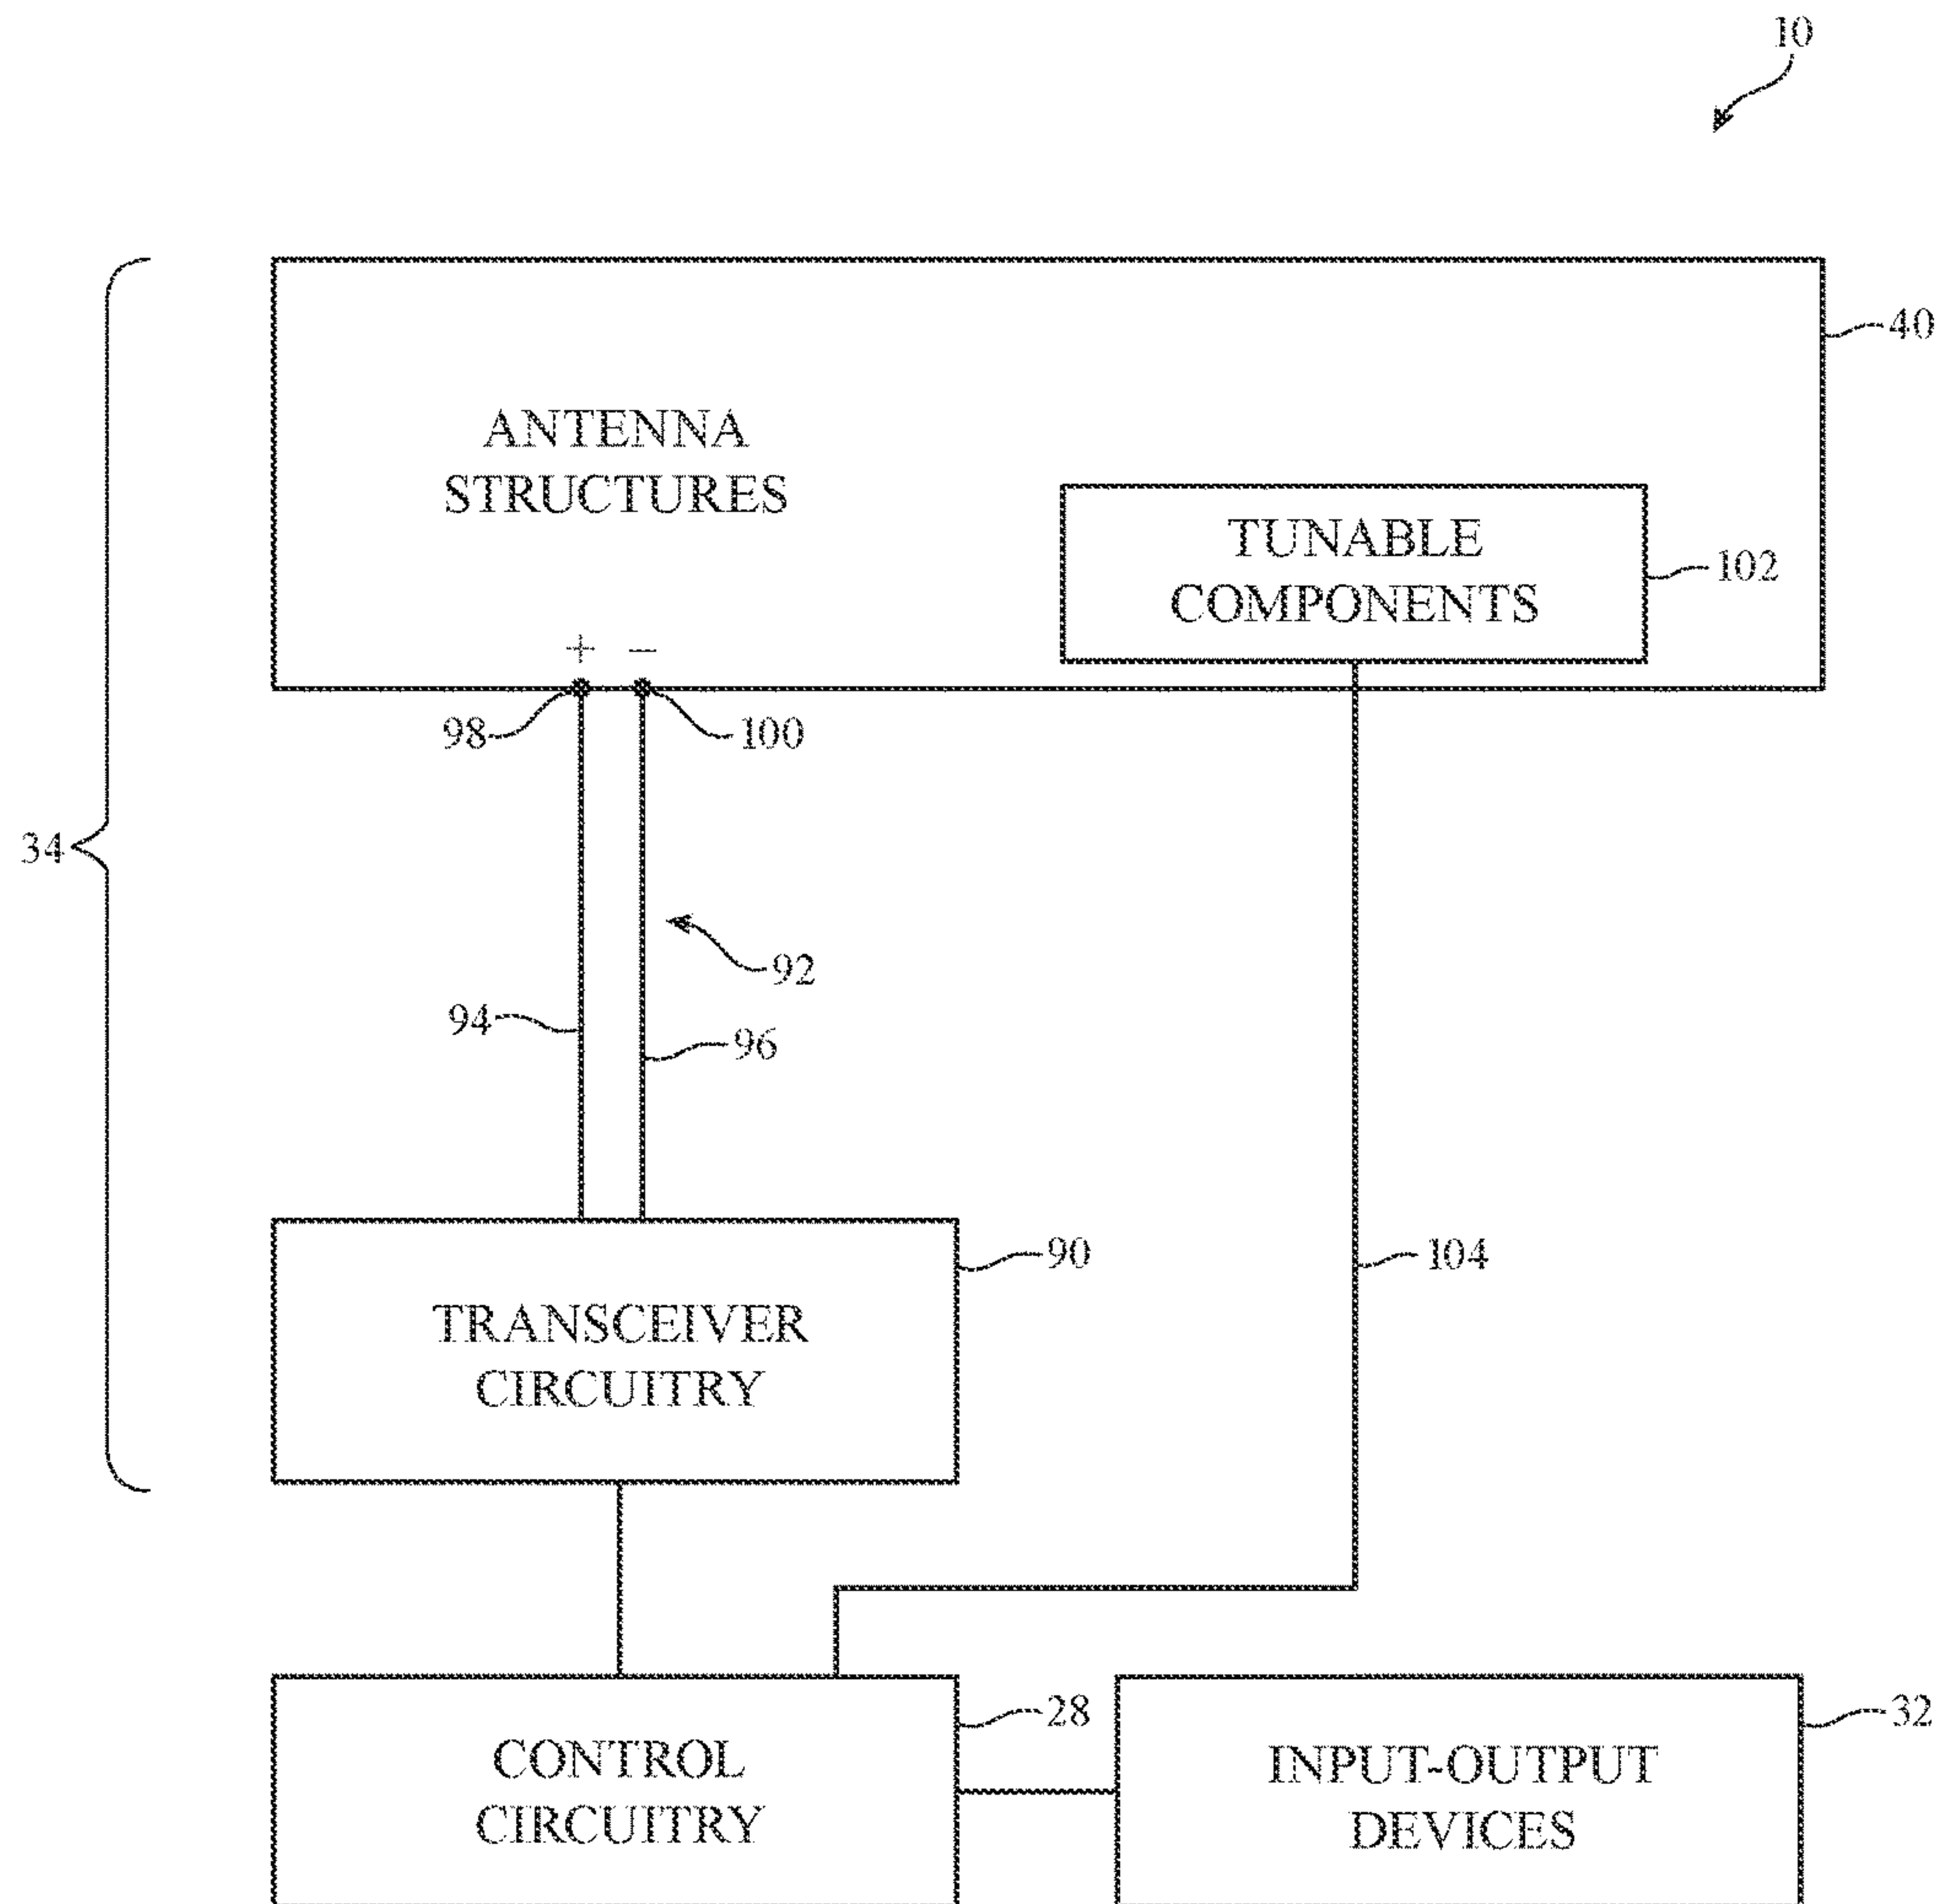 10
40
ANTENNA
STRUCTURES
TUNABLE
COMPONENTS
102
+ −
98
100
34
92
94
96
90
104
TRANSCEIVER
CIRCUITRY
28
32
CONTROL
CIRCUITRY
INPUT-OUTPUT
DEVICES